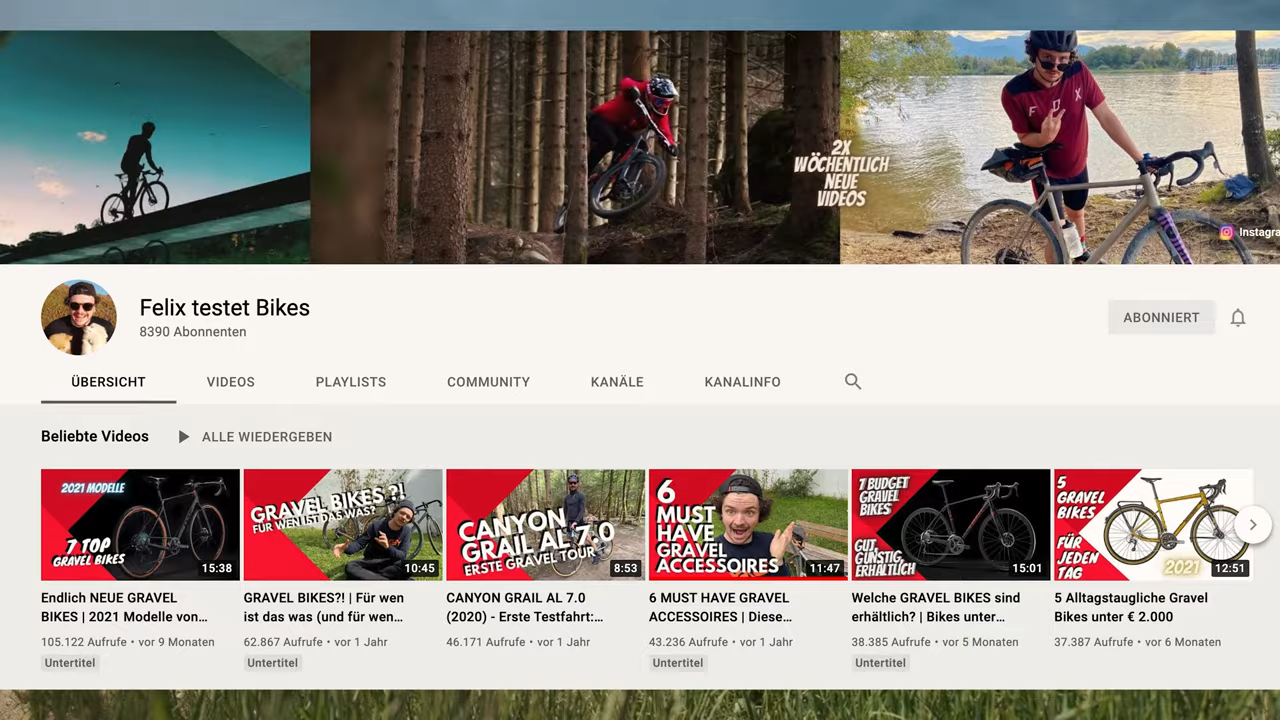 2X
WÖCHENTLICH
NEUE
VIDEOS
FOX
Instagra
Felix testet Bikes
8390 Abonnenten
ABONNIERT
ÜBERSICHT VIDEOS PLAYLISTS COMMUNITY KANÄLE KANALINFO
Beliebte Videos ALLE WIEDERGEBEN
2021 MODELLE
7 TOP
GRAVEL BIKES
15:38
GRAVEL BIKES?!
FÜR WEN IST DAS WAS?
10:45
CANYON
GRAIL AL 7.0
ERSTE GRAVEL TOUR
8:53
6
MUST
HAVE
GRAVEL
ACCESSOIRES
11:47
7 BUDGET
GRAVEL
BIKES
GUT,
GÜNSTIG,
ERHÄLTLICH
15:01
5
GRAVEL
BIKES
FÜR
JEDEN
TAG
2021
12:51
Endlich NEUE GRAVEL
BIKES | 2021 Modelle von...
105.122 Aufrufe • vor 9 Monaten
Untertitel
GRAVEL BIKES?! | Für wen
ist das was (und für wen...
62.867 Aufrufe • vor 1 Jahr
Untertitel
CANYON GRAIL AL 7.0
(2020) - Erste Testfahrt:...
46.171 Aufrufe • vor 1 Jahr
6 MUST HAVE GRAVEL
ACCESSOIRES | Diese...
43.236 Aufrufe • vor 1 Jahr
Untertitel
Welche GRAVEL BIKES sind
erhältlich? | Bikes unter...
38.385 Aufrufe • vor 5 Monaten
Untertitel
5 Alltagstaugliche Gravel
Bikes unter € 2.000
37.387 Aufrufe • vor 6 Monaten